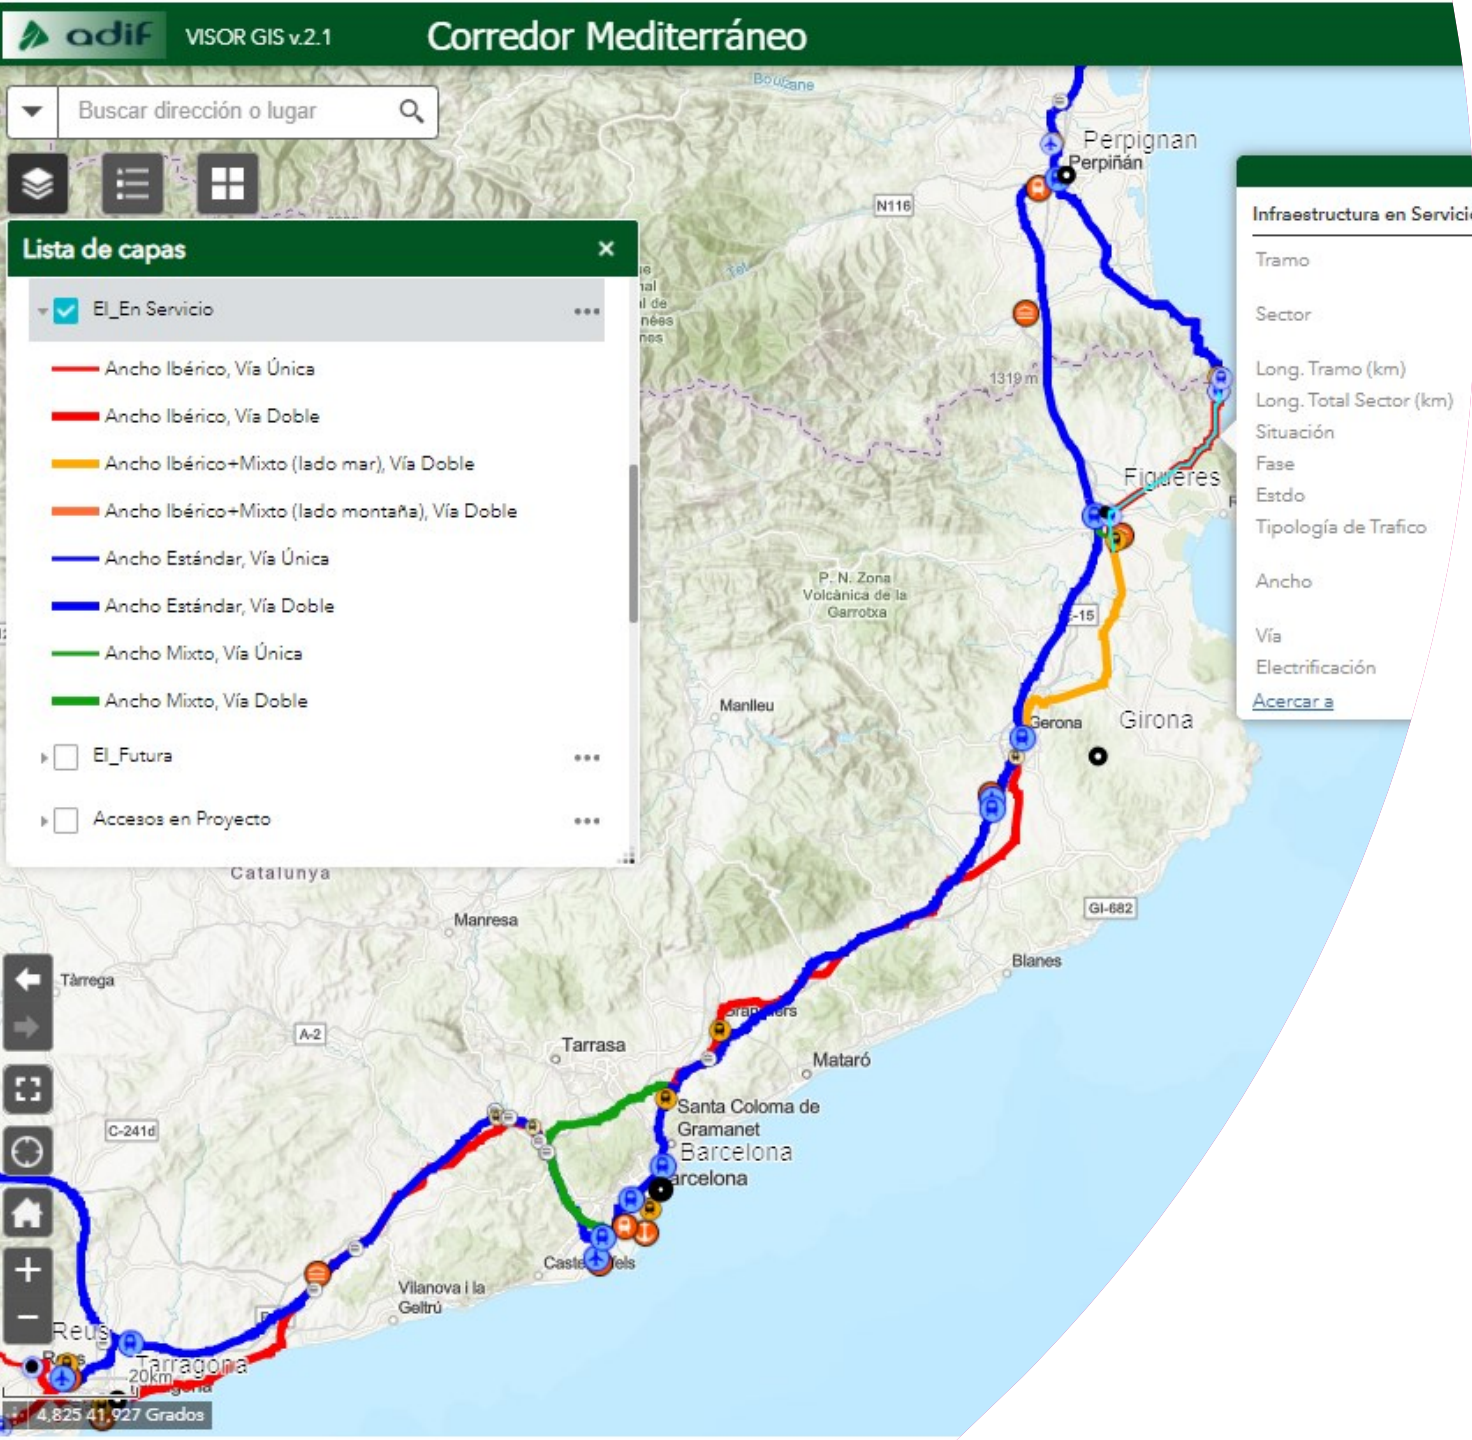 adif
VISOR GIS v.2.1
Corredor Mediterráneo
Buscar dirección o lugar
Lista de capas
EI_En Servicio
Ancho Ibérico, Vía Única
Ancho Ibérico, Vía Doble
Ancho Ibérico+Mixto (lado mar), Vía Doble
Ancho Ibérico+Mixto (lado montaña), Vía Doble
Ancho Estándar, Vía Única
Ancho Estándar, Vía Doble
Ancho Mixto, Vía Única
Ancho Mixto, Vía Doble
EI_Futura
Accesos en Proyecto
Boulzane
Perpignan
Perpiñán
N116
Tet
1319 m
Figueres
P. N. Zona
Volcànica de la
Garrotxa
E-15
Manlleu
Gerona
Girona
Infraestructura en Servicio
Tramo
Sector
Long. Tramo (km)
Long. Total Sector (km)
Situación
Fase
Estdo
Tipología de Trafico
Ancho
Vía
Electrificación
Acercar a
Catalunya
Manresa
GI-682
Blanes
Tàrrega
A-2
Tarrasa
Mataró
Santa Coloma de
Gramanet
Barcelona
arcelona
C-241d
Vilanova i la
Geltrú
Reus
Tarragona
20km
4,825 41,927 Grados